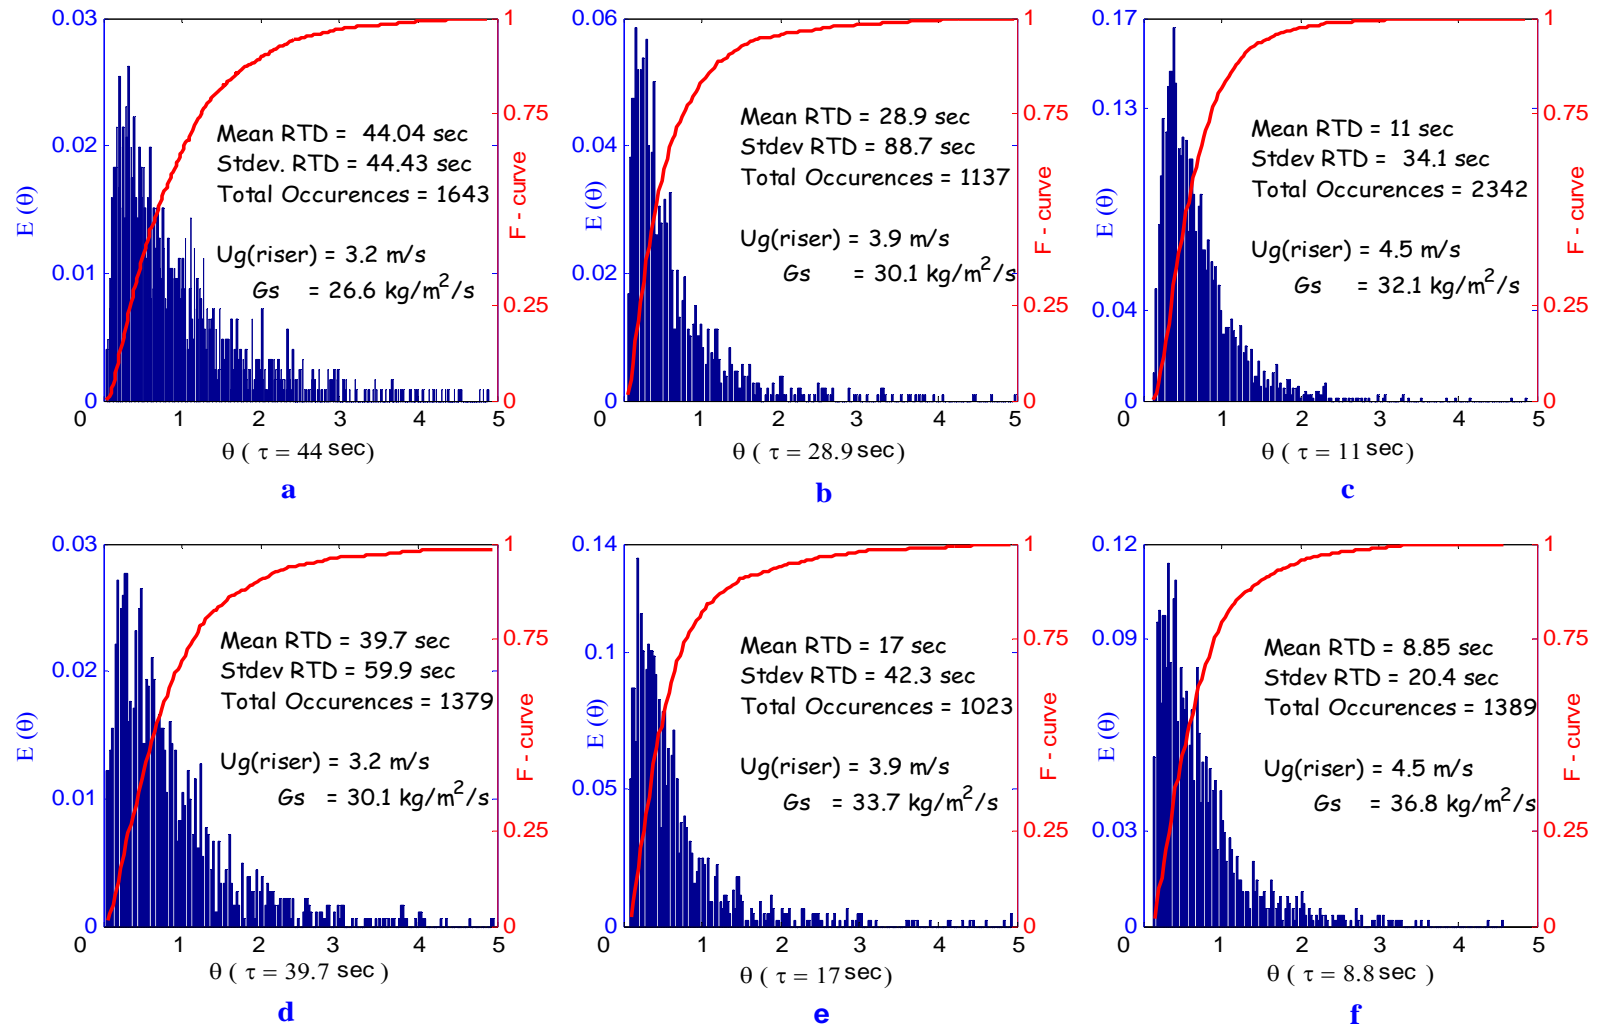 0.03
0.02
0.01
0
E (θ)
1
0.75
0.25
0
F - curve
Mean RTD = 44.04 sec
Stdev. RTD = 44.43 sec
Total Occurences = 1643
Ug(riser) = 3.2 m/s
Gs = 26.6 kg/m²/s
0 1 2 3 4 5
θ ( τ = 44 sec)
a
0.06
0.04
0.02
0
E (θ)
1
0.75
0.25
0
F - curve
Mean RTD = 28.9 sec
Stdev RTD = 88.7 sec
Total Occurences = 1137
Ug(riser) = 3.9 m/s
Gs = 30.1 kg/m²/s
0 1 2 3 4 5
θ ( τ = 28.9 sec)
b
0.17
0.13
0.04
0
E (θ)
1
0.75
0.25
0
F - curve
Mean RTD = 11 sec
Stdev RTD = 34.1 sec
Total Occurences = 2342
Ug(riser) = 4.5 m/s
Gs = 32.1 kg/m²/s
0 1 2 3 4 5
θ ( τ = 11 sec)
c
0.03
0.02
0.01
0
E (θ)
1
0.75
0.25
0
F - curve
Mean RTD = 39.7 sec
Stdev RTD = 59.9 sec
Total Occurences = 1379
Ug(riser) = 3.2 m/s
Gs = 30.1 kg/m²/s
0 1 2 3 4 5
θ ( τ = 39.7 sec)
d
0.14
0.1
0.05
0
E (θ)
1
0.75
0.25
0
F - curve
Mean RTD = 17 sec
Stdev RTD = 42.3 sec
Total Occurences = 1023
Ug(riser) = 3.9 m/s
Gs = 33.7 kg/m²/s
0 1 2 3 4 5
θ ( τ = 17 sec)
e
0.12
0.09
0.03
0
E (θ)
1
0.75
0.25
0
F - curve
Mean RTD = 8.85 sec
Stdev RTD = 20.4 sec
Total Occurences = 1389
Ug(riser) = 4.5 m/s
Gs = 36.8 kg/m²/s
0 1 2 3 4 5
θ ( τ = 8.8 sec )
f